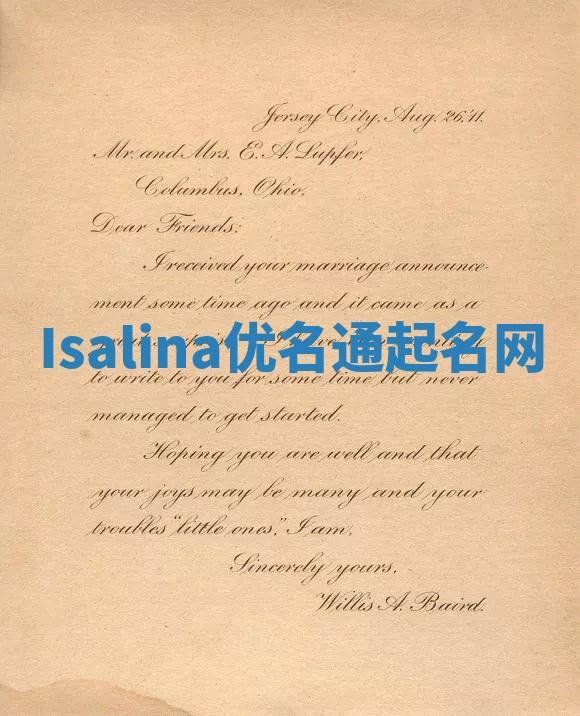 Jersey City, Aug. 26, '11.
Mr. and Mrs. E. A. Lupfer,
Columbus, Ohio.
Dear Friends:
I received your marriage announce-
ment some time ago and it came as a
Isalina优名通起名网
to write to you for some time but never
managed to get started.
Hoping you are well and that
your joys may be many and your
troubles "little ones," I am,
Sincerely yours,
Willis A. Baird.